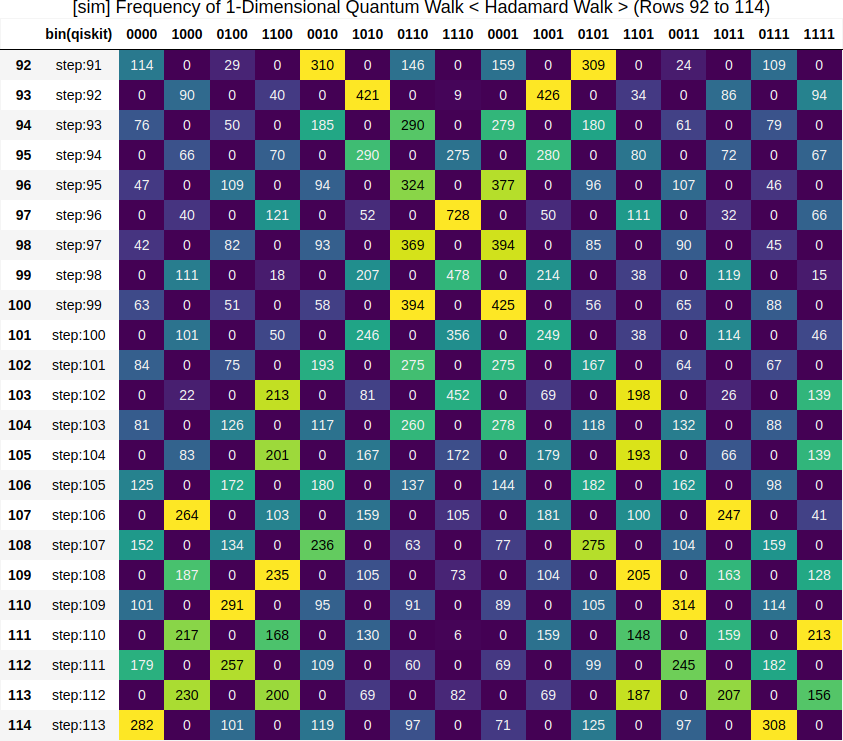 [sim] Frequency of 1-Dimensional Quantum Walk < Hadamard Walk > (Rows 92 to 114)
bin(qiskit) 0000 1000 0100 1100 0010 1010 0110 1110 0001 1001 0101 1101 0011 1011 0111 1111
92 step:91 114 0 29 0 310 0 146 0 159 0 309 0 24 0 109 0
93 step:92 0 90 0 40 0 421 0 9 0 426 0 34 0 86 0 94
94 step:93 76 0 50 0 185 0 290 0 279 0 180 0 61 0 79 0
95 step:94 0 66 0 70 0 290 0 275 0 280 0 80 0 72 0 67
96 step:95 47 0 109 0 94 0 324 0 377 0 96 0 107 0 46 0
97 step:96 0 40 0 121 0 52 0 728 0 50 0 111 0 32 0 66
98 step:97 42 0 82 0 93 0 369 0 394 0 85 0 90 0 45 0
99 step:98 0 111 0 18 0 207 0 478 0 214 0 38 0 119 0 15
100 step:99 63 0 51 0 58 0 394 0 425 0 56 0 65 0 88 0
101 step:100 0 101 0 50 0 246 0 356 0 249 0 38 0 114 0 46
102 step:101 84 0 75 0 193 0 275 0 275 0 167 0 64 0 67 0
103 step:102 0 22 0 213 0 81 0 452 0 69 0 198 0 26 0 139
104 step:103 81 0 126 0 117 0 260 0 278 0 118 0 132 0 88 0
105 step:104 0 83 0 201 0 167 0 172 0 179 0 193 0 66 0 139
106 step:105 125 0 172 0 180 0 137 0 144 0 182 0 162 0 98 0
107 step:106 0 264 0 103 0 159 0 105 0 181 0 100 0 247 0 41
108 step:107 152 0 134 0 236 0 63 0 77 0 275 0 104 0 159 0
109 step:108 0 187 0 235 0 105 0 73 0 104 0 205 0 163 0 128
110 step:109 101 0 291 0 95 0 91 0 89 0 105 0 314 0 114 0
111 step:110 0 217 0 168 0 130 0 6 0 159 0 148 0 159 0 213
112 step:111 179 0 257 0 109 0 60 0 69 0 99 0 245 0 182 0
113 step:112 0 230 0 200 0 69 0 82 0 69 0 187 0 207 0 156
114 step:113 282 0 101 0 119 0 97 0 71 0 125 0 97 0 308 0